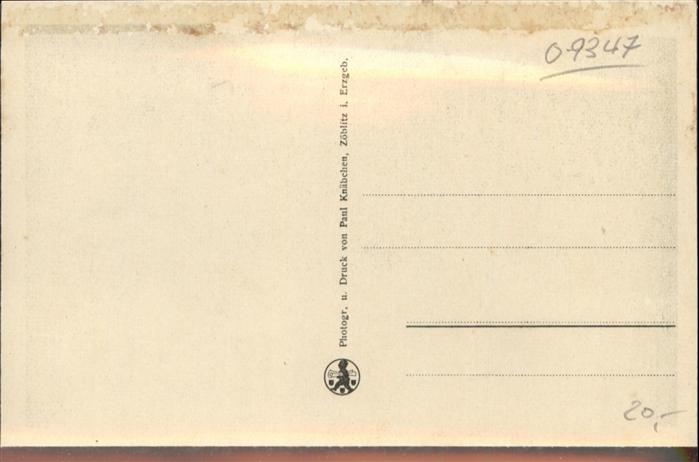 09347
Photogr. u. Druck von Paul Knäbchen, Zöblitz i. Erzgeb.
20,-